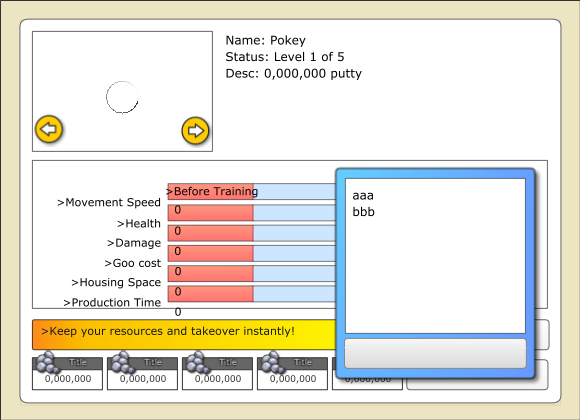 Name: Pokey
Status: Level 1 of 5
Desc: 0,000,000 putty
>Before Training
>Movement Speed
0
>Health
0
>Damage
0
>Goo cost
0
>Housing Space
0
>Production Time
0
aaa
bbb
>Keep your resources and takeover instantly!
Title
Title
Title
Title
0,000,000
0,000,000
0,000,000
0,000,000
0,000,000